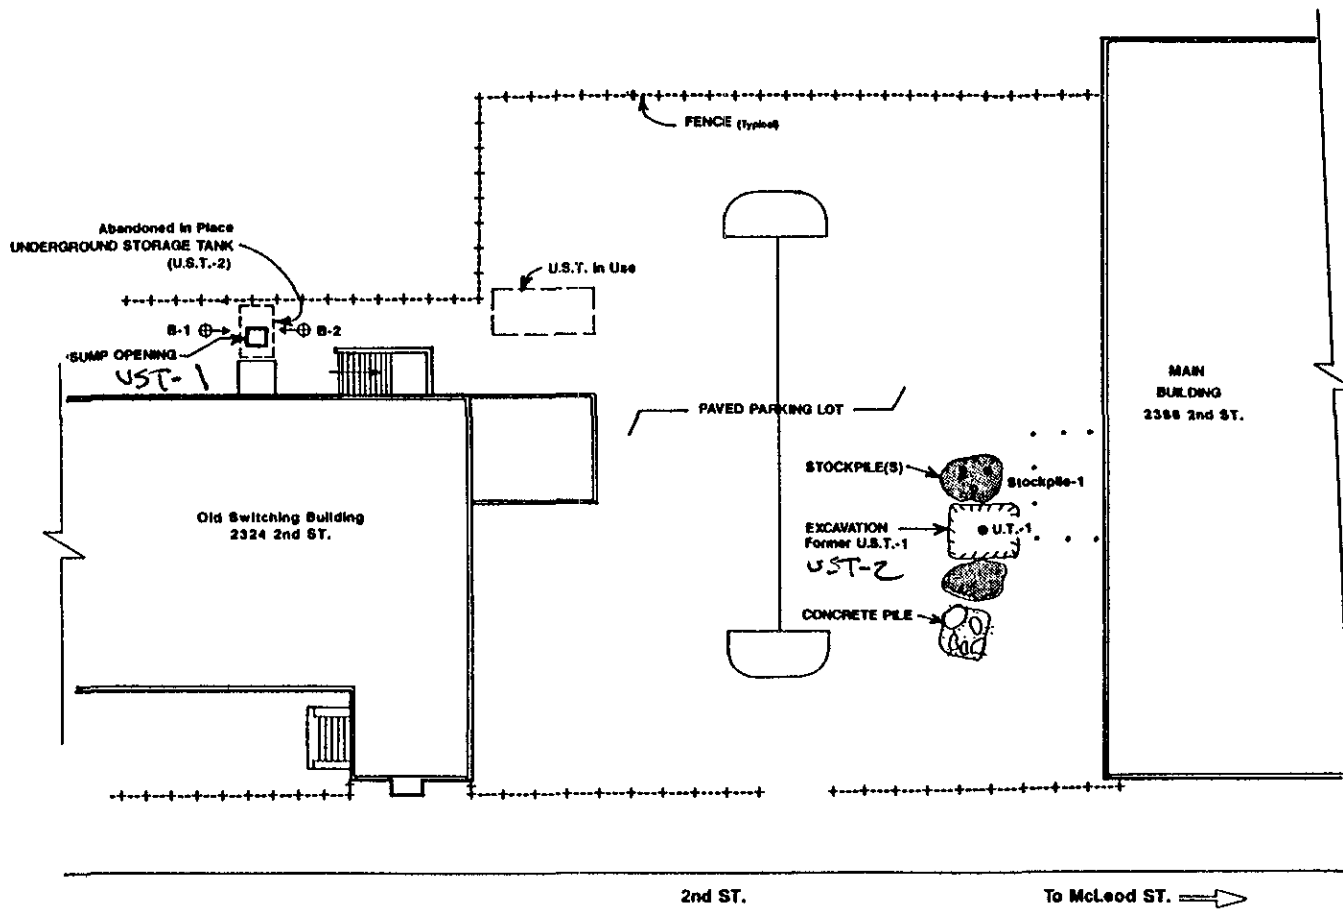 FENCE (Typical)
Abandoned in Place
UNDERGROUND STORAGE TANK
(U.S.T.-2)
U.S.T. in Use
B-1
B-2
SUMP OPENING
UST-1
MAIN
BUILDING
2366 2nd ST.
PAVED PARKING LOT
STOCKPILE(S)
Stockpile-1
Old Switching Building
2324 2nd ST.
EXCAVATION
Former U.S.T.-1
U.T.-1
UST-2
CONCRETE PILE
2nd ST.
To McLeod ST.